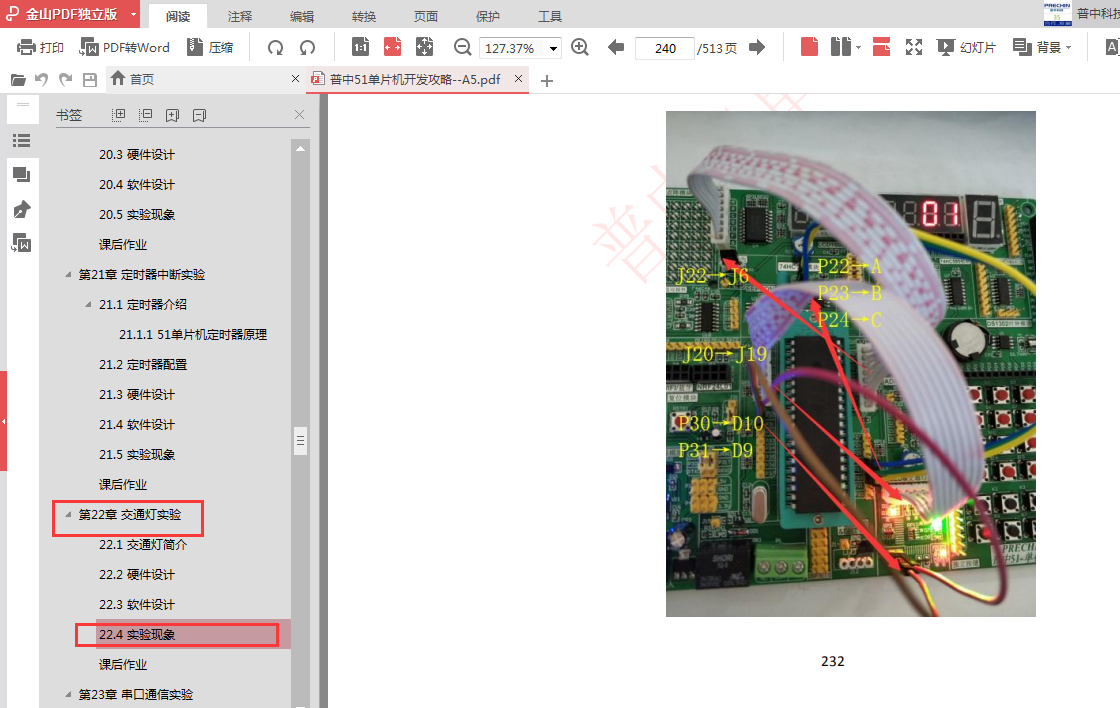 金山PDF独立版
阅读 注释 编辑 转换 页面 保护 工具
PRECHIN
普中科技
打印 PDF转Word 压缩 1:1 127.37% 240 /513页 幻灯片 背景
首页 普中51单片机开发攻略--A5.pdf
书签
20.3 硬件设计
20.4 软件设计
20.5 实验现象
课后作业
第21章 定时器中断实验
21.1 定时器介绍
21.1.1 51单片机定时器原理
21.2 定时器配置
21.3 硬件设计
21.4 软件设计
21.5 实验现象
课后作业
第22章 交通灯实验
22.1 交通灯简介
22.2 硬件设计
22.3 软件设计
22.4 实验现象
课后作业
第23章 串口通信实验
01
J22→J6
P22→A
P23→B
P24→C
J20→J19
P30→D10
P31→D9
DS1302
PRECHIN
232